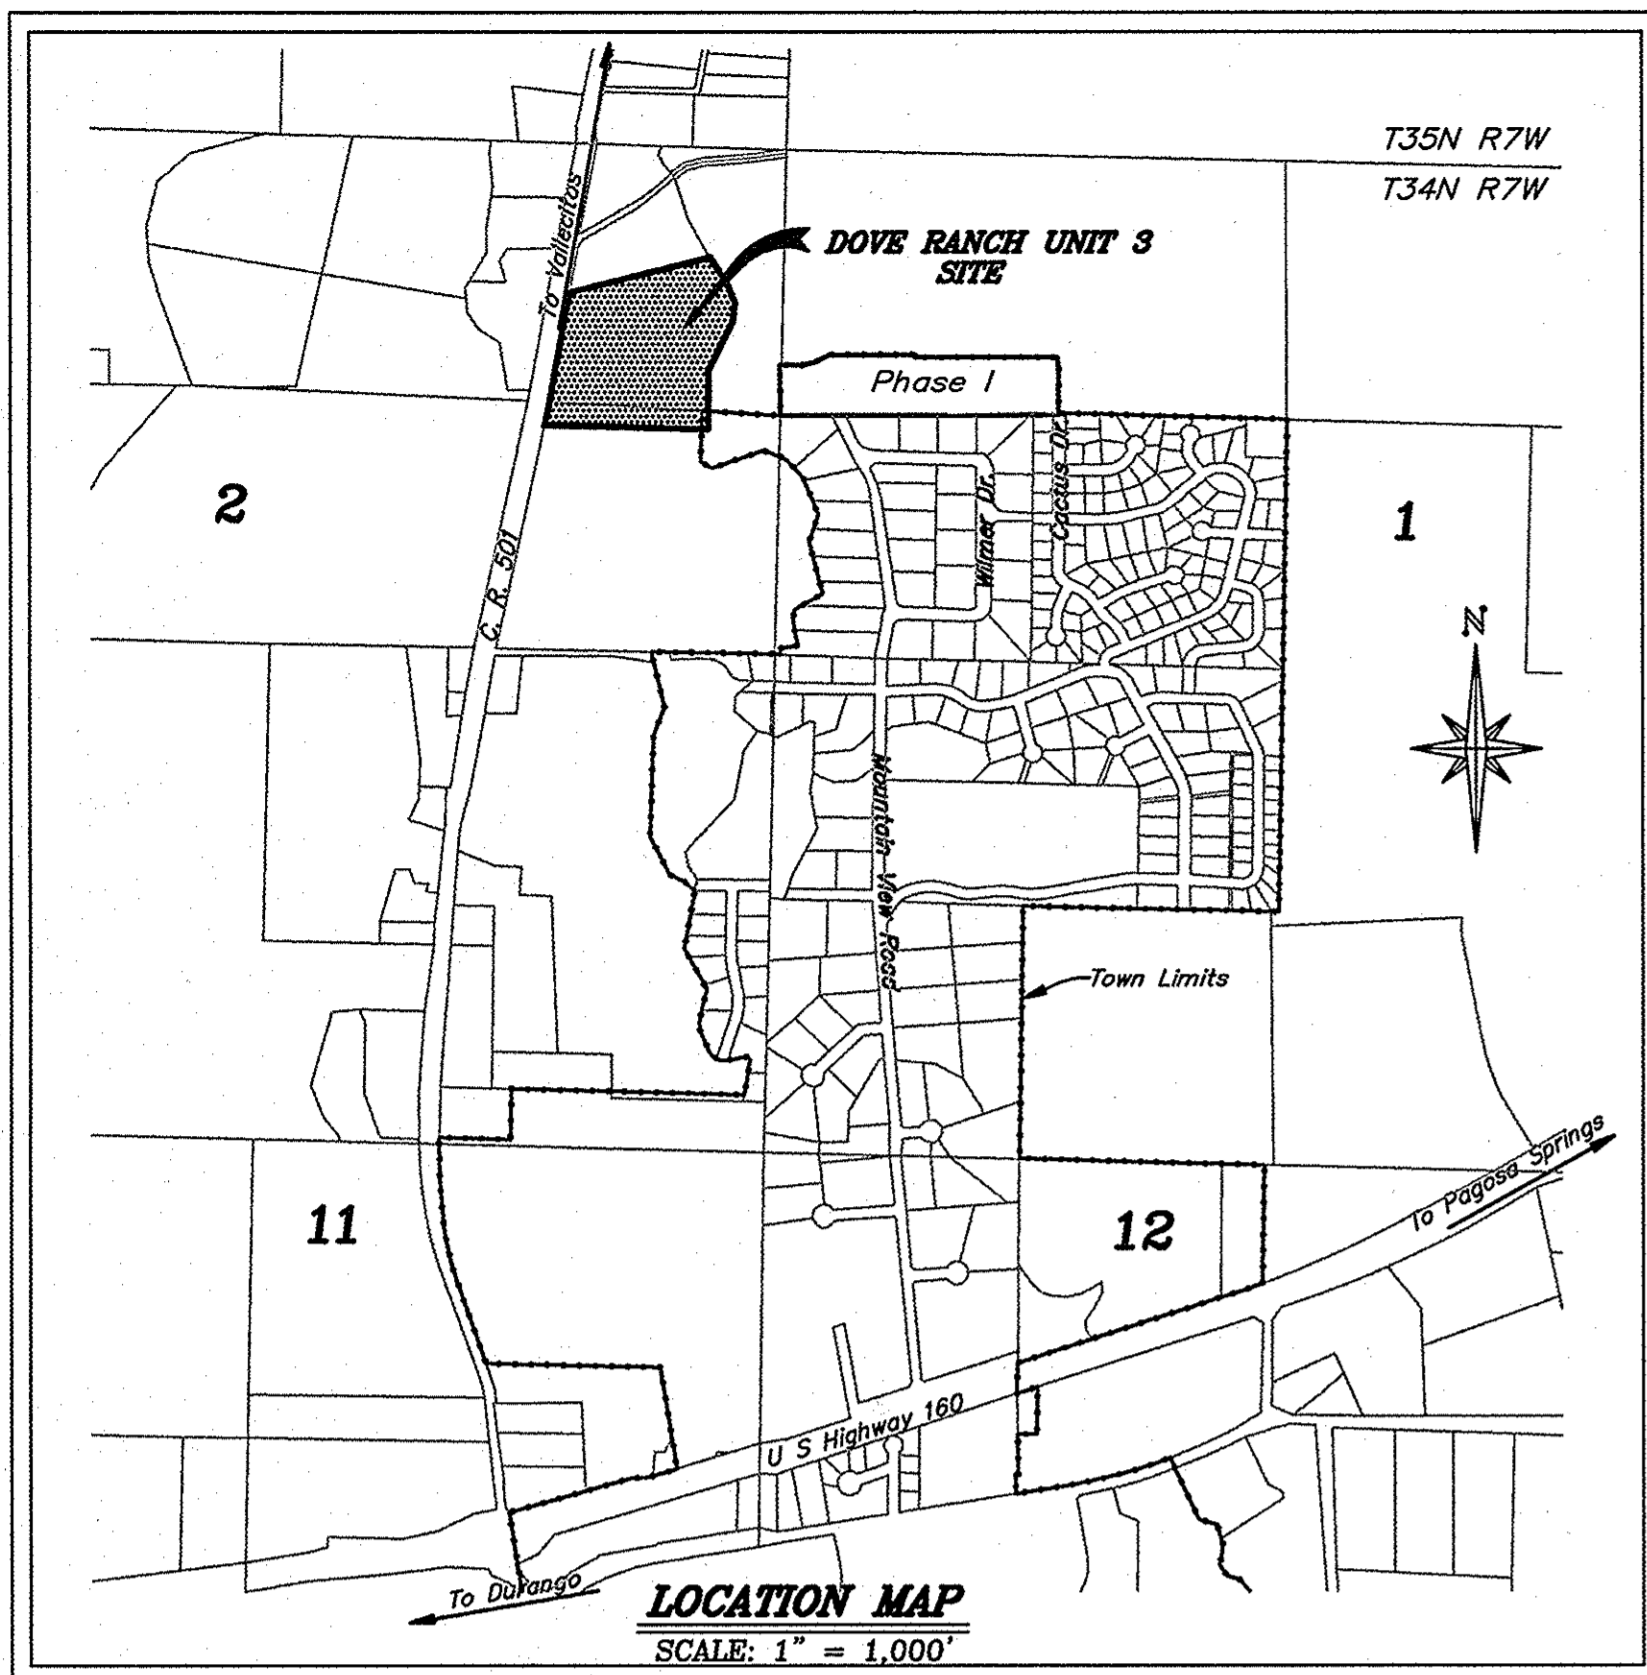 T35N R7W
T34N R7W
To Vallecitos
DOVE RANCH UNIT 3
SITE
Phase I
2
C. R. 501
Wilmer Dr.
Cactus Dr.
1
N.
Mountain View Road
Town Limits
To Pagosa Springs
11
12
U S Highway 160
To Durango
LOCATION MAP
SCALE: 1" = 1,000'